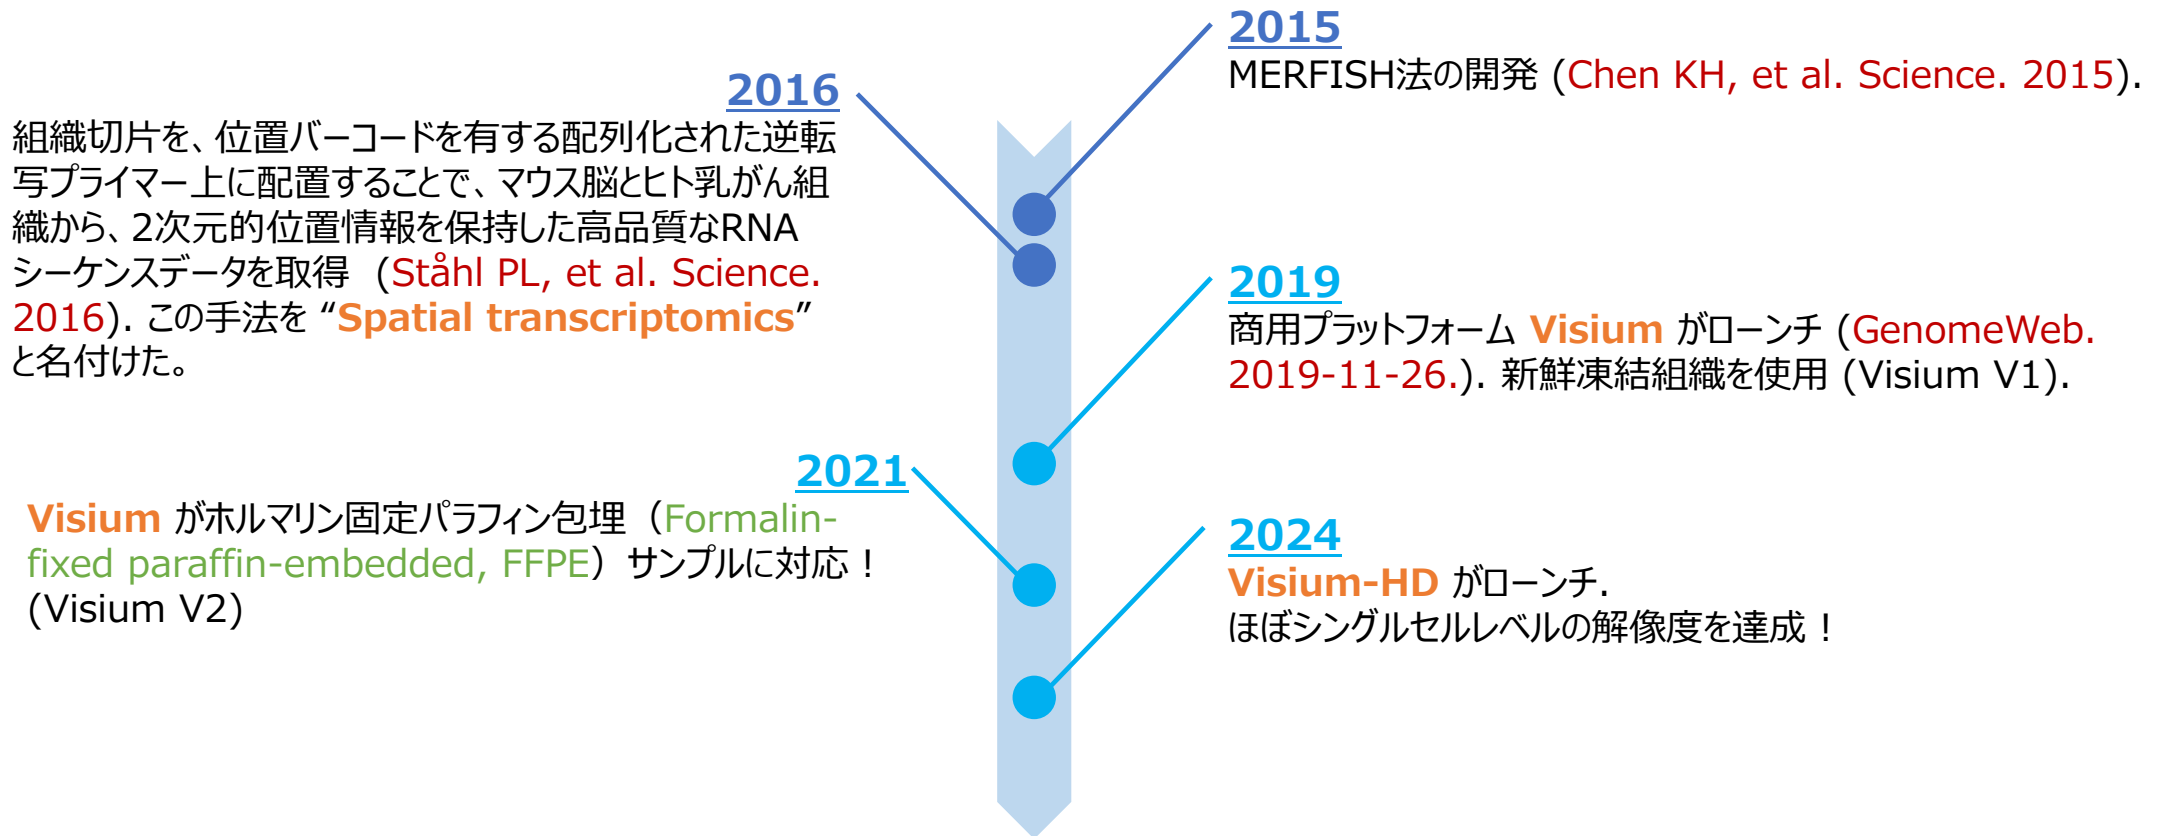 2015
MERFISH法の開発 (Chen KH, et al. Science. 2015).
2016
組織切片を、位置バーコードを有する配列化された逆転
写プライマー上に配置することで、マウス脳とヒト乳がん組
織から、2次元的位置情報を保持した高品質なRNA
シーケンスデータを取得 (Ståhl PL, et al. Science.
2016). この手法を “Spatial transcriptomics”
と名付けた。
2019
商用プラットフォーム Visium がローンチ (GenomeWeb.
2019-11-26.). 新鮮凍結組織を使用 (Visium V1).
2021
Visium がホルマリン固定パラフィン包埋（Formalin-
fixed paraffin-embedded, FFPE）サンプルに対応！
(Visium V2)
2024
Visium-HD がローンチ.
ほぼシングルセルレベルの解像度を達成！